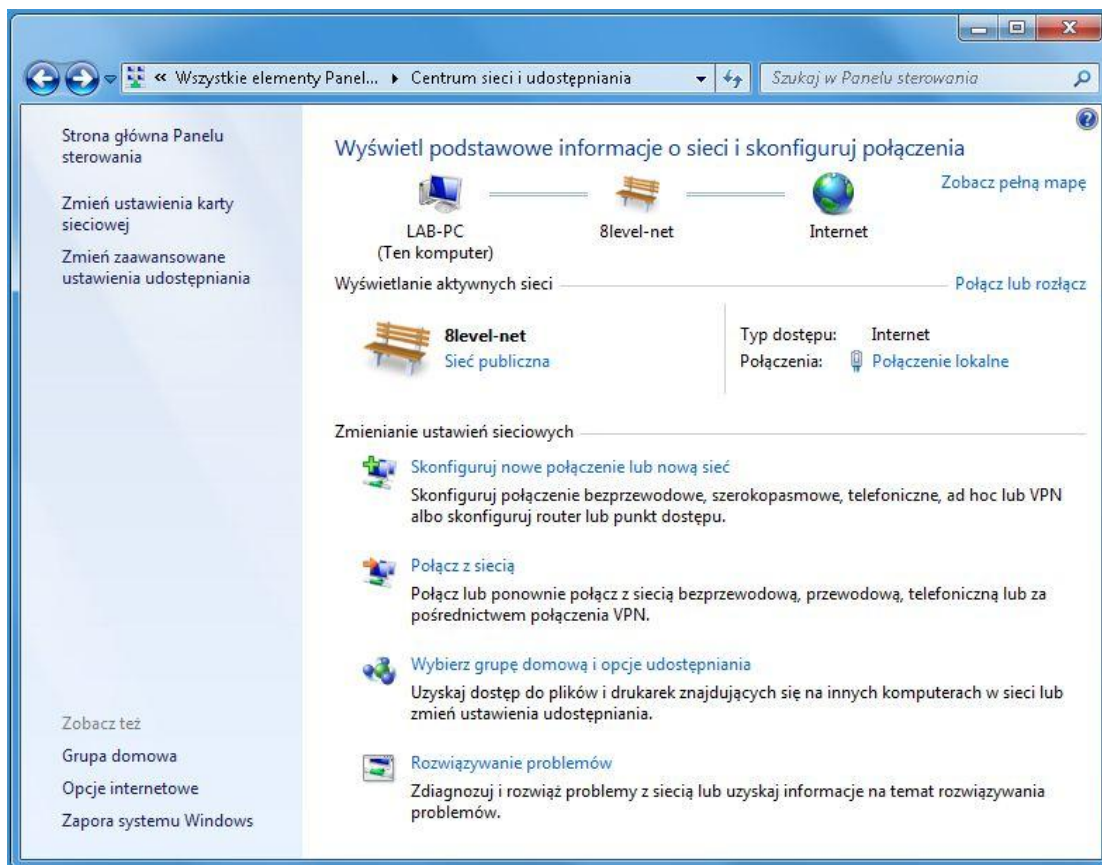 « Wszystkie elementy Panel... ▸ Centrum sieci i udostępniania
Szukaj w Panelu sterowania
Strona główna Panelu
sterowania
Zmień ustawienia karty
sieciowej
Zmień zaawansowane
ustawienia udostępniania
Wyświetl podstawowe informacje o sieci i skonfiguruj połączenia
Zobacz pełną mapę
LAB-PC
(Ten komputer)
8level-net
Internet
Wyświetlanie aktywnych sieci
Połącz lub rozłącz
8level-net
Sieć publiczna
Typ dostępu: Internet
Połączenia: Połączenie lokalne
Zmienianie ustawień sieciowych
Skonfiguruj nowe połączenie lub nową sieć
Skonfiguruj połączenie bezprzewodowe, szerokopasmowe, telefoniczne, ad hoc lub VPN
albo skonfiguruj router lub punkt dostępu.
Połącz z siecią
Połącz lub ponownie połącz z siecią bezprzewodową, przewodową, telefoniczną lub za
pośrednictwem połączenia VPN.
Wybierz grupę domową i opcje udostępniania
Uzyskaj dostęp do plików i drukarek znajdujących się na innych komputerach w sieci lub
zmień ustawienia udostępniania.
Rozwiązywanie problemów
Zdiagnozuj i rozwiąż problemy z siecią lub uzyskaj informacje na temat rozwiązywania
problemów.
Zobacz też
Grupa domowa
Opcje internetowe
Zapora systemu Windows